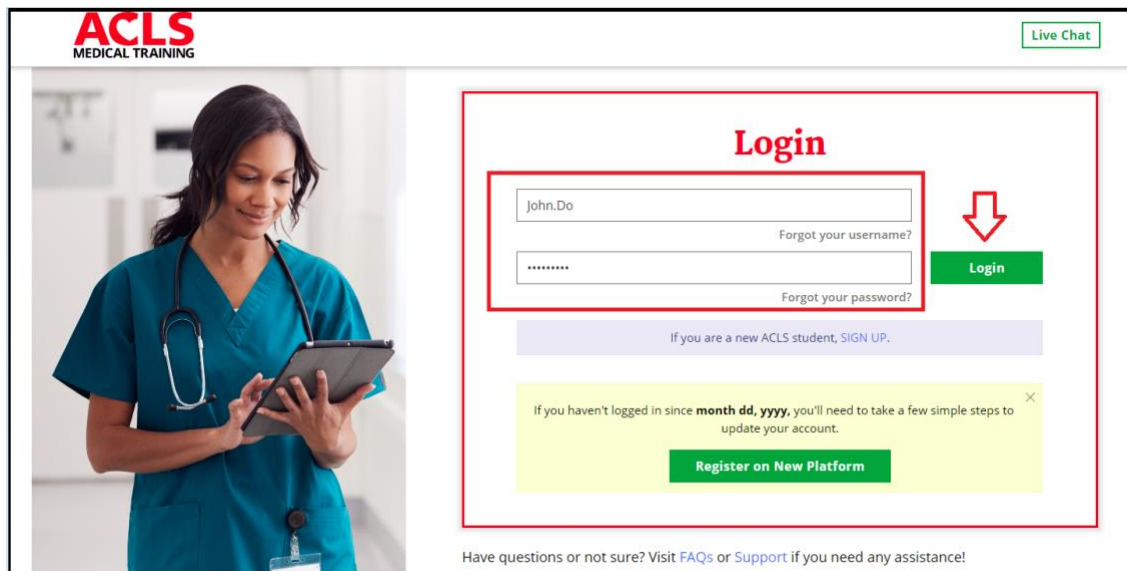 ACLS
MEDICAL TRAINING
Live Chat
Login
John.Do
Forgot your username?
•••••••••
Forgot your password?
Login
If you are a new ACLS student, SIGN UP.
If you haven't logged in since month dd, yyyy, you'll need to take a few simple steps to
update your account.
Register on New Platform
Have questions or not sure? Visit FAQs or Support if you need any assistance!